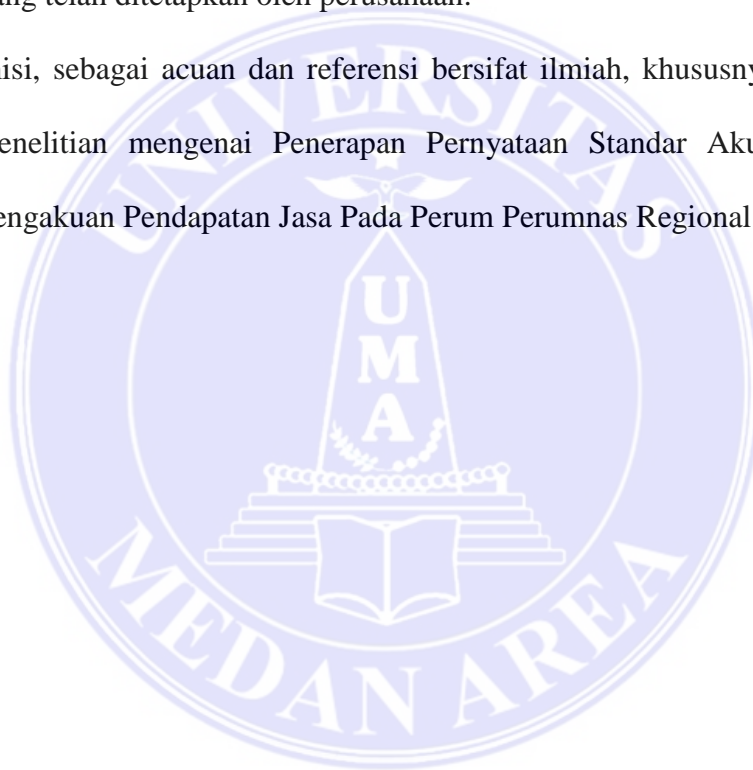 yang telah ditetapkan oleh perusahaan.
isi, sebagai acuan dan referensi bersifat ilmiah, khususny
enelitian mengenai Penerapan Pernyataan Standar Aku
engakuan Pendapatan Jasa Pada Perum Perumnas Regional
UNIVERSITAS
U
M
A
MEDAN AREA